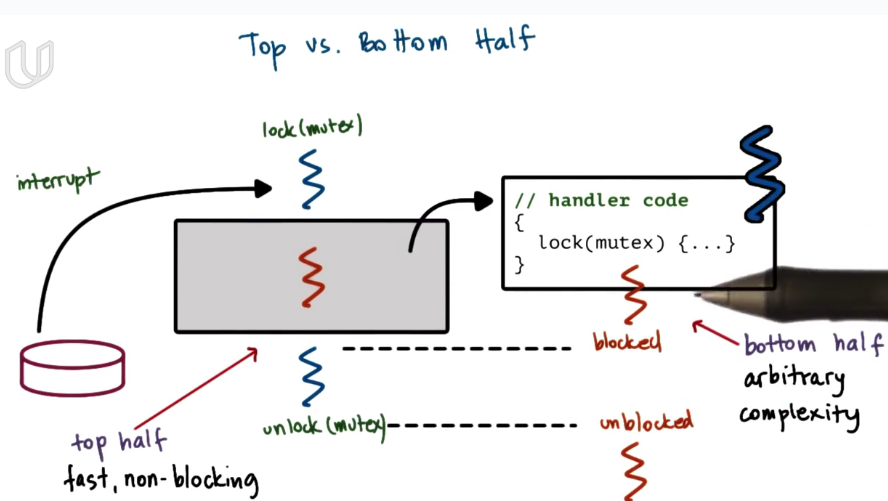 Top vs. Bottom Half
lock(mutex)
interrupt
// handler code
{
lock(mutex) {...}
}
blocked
bottom half
arbitrary
complexity
unlock(mutex)
unblocked
top half
fast, non-blocking